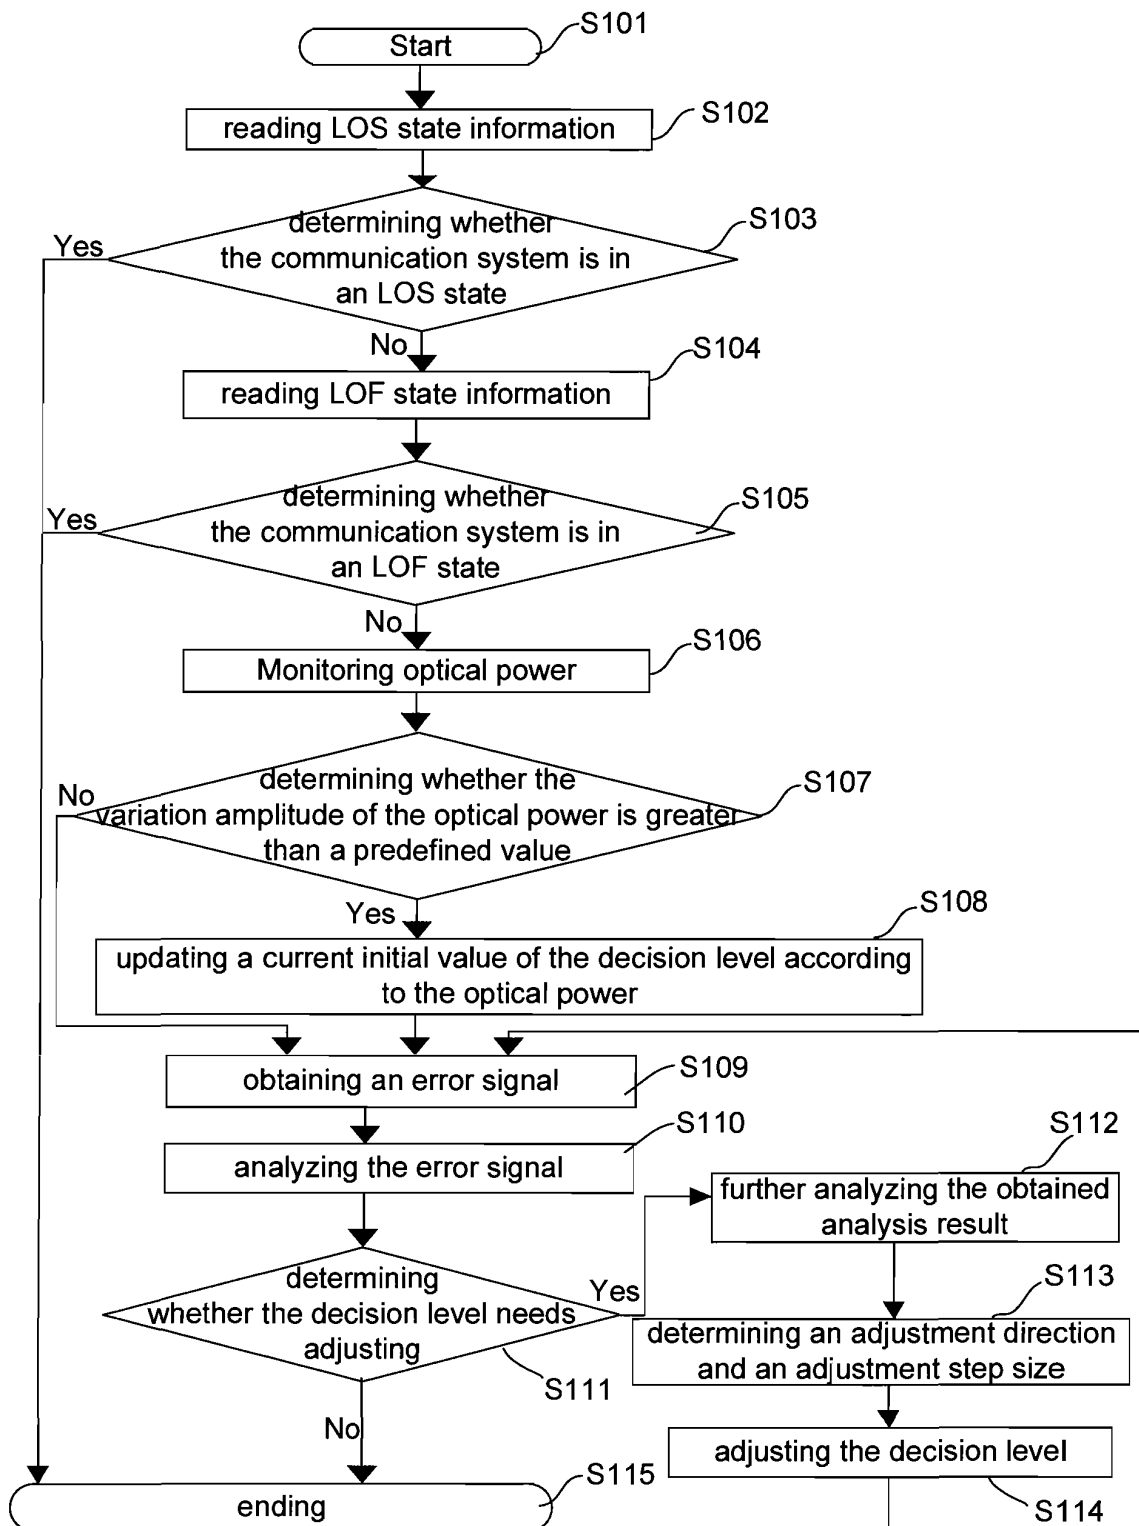 S101
Start
S102
reading LOS state information
S103
determining whether
the communication system is in
an LOS state
Yes
No
S104
reading LOF state information
S105
determining whether
the communication system is in
an LOF state
Yes
No
S106
Monitoring optical power
S107
determining whether the
variation amplitude of the optical power is greater
than a predefined value
No
Yes
S108
updating a current initial value of the decision level according
to the optical power
S109
obtaining an error signal
S110
analyzing the error signal
S112
further analyzing the obtained
analysis result
determining
whether the decision level needs
adjusting
Yes
S111
No
S113
determining an adjustment direction
and an adjustment step size
adjusting the decision level
S114
S115
ending